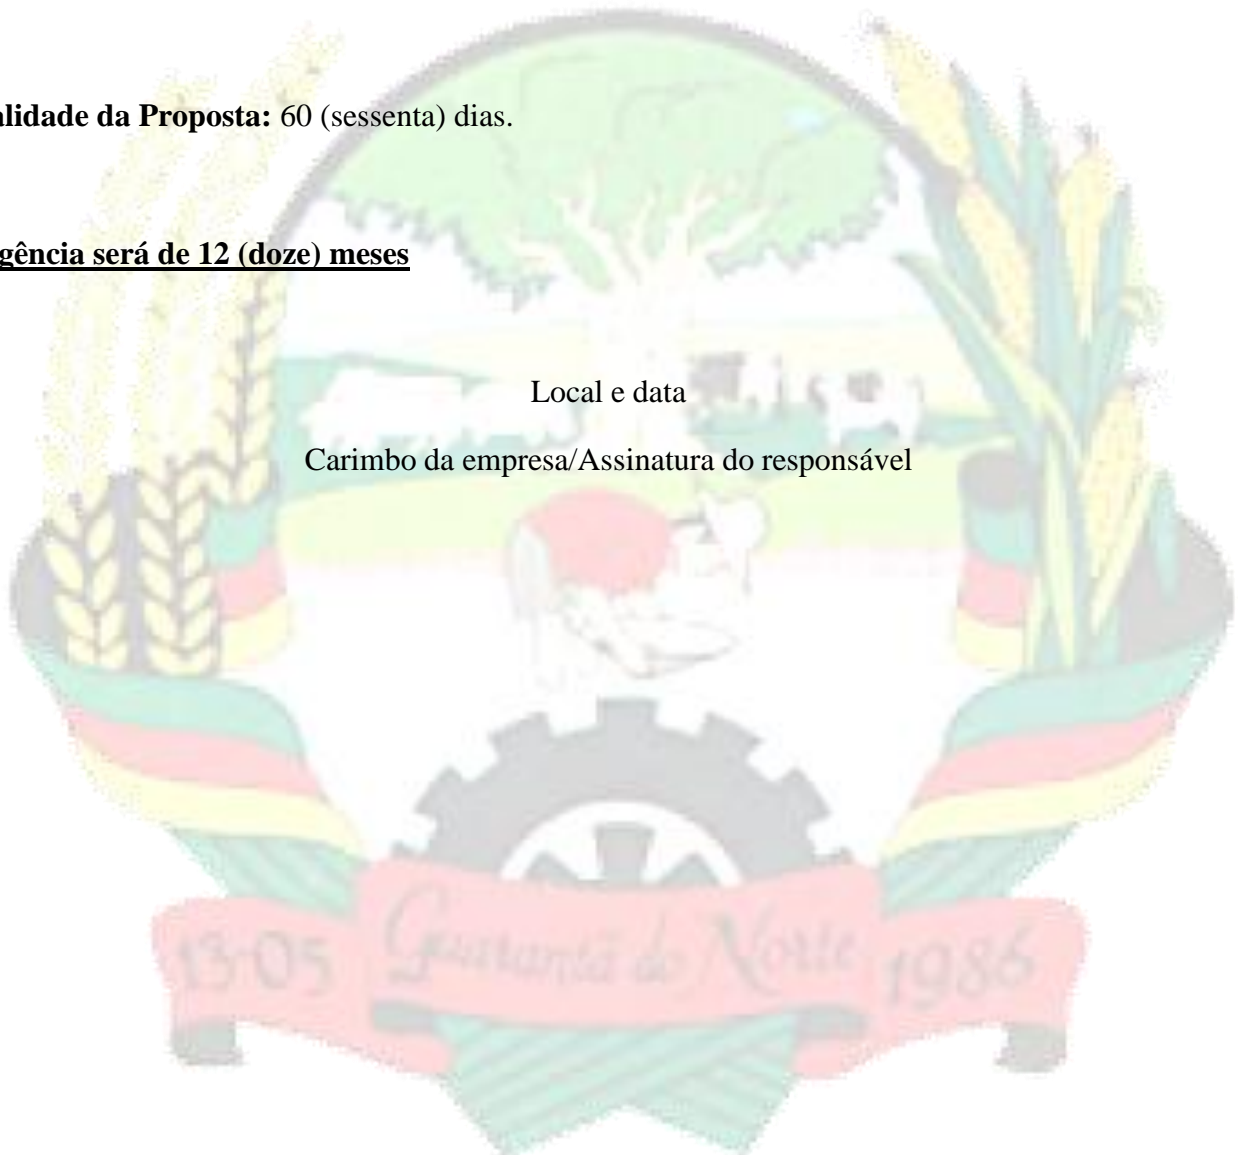 alidade da Proposta: 60 (sessenta) dias.
gência será de 12 (doze) meses
Local e data
Carimbo da empresa/Assinatura do responsável
13-05 Guarantã do Norte 1986